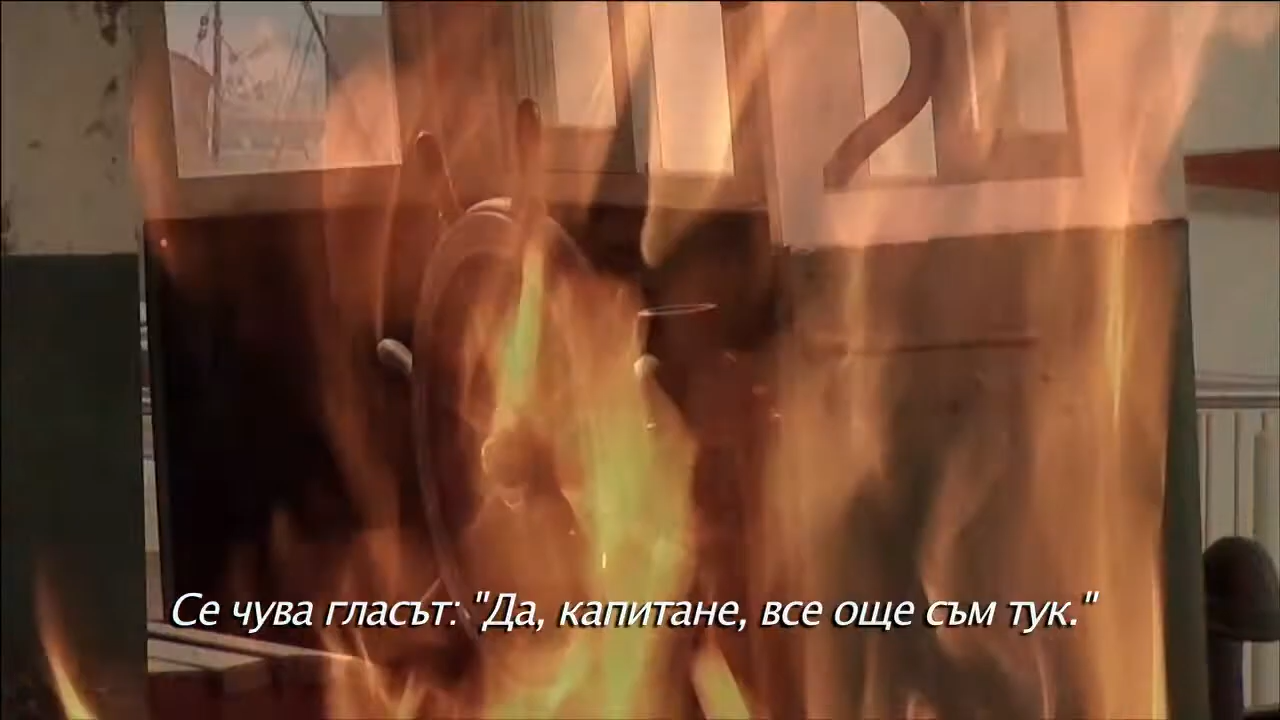 Се чува гласът: "Да, капитане, все още съм тук."